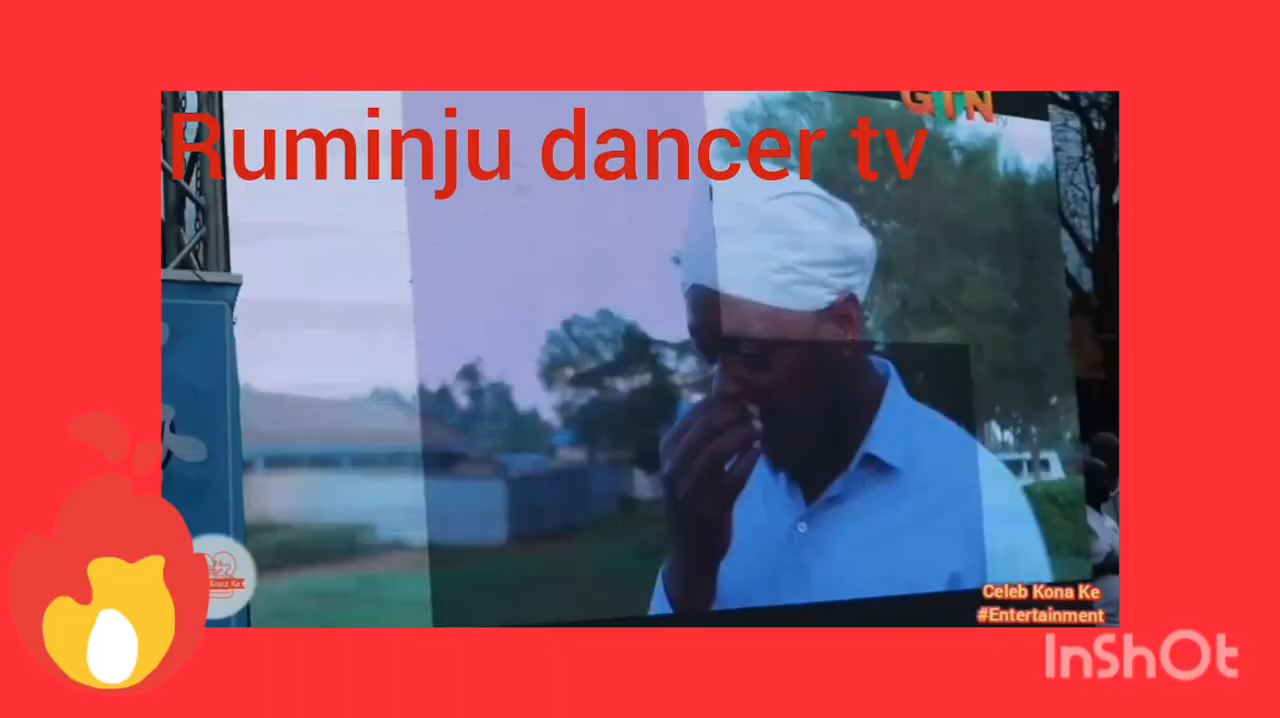 GTN
Ruminju dancer tv
Celeb Kona Ke
#Entertainment
InShOt